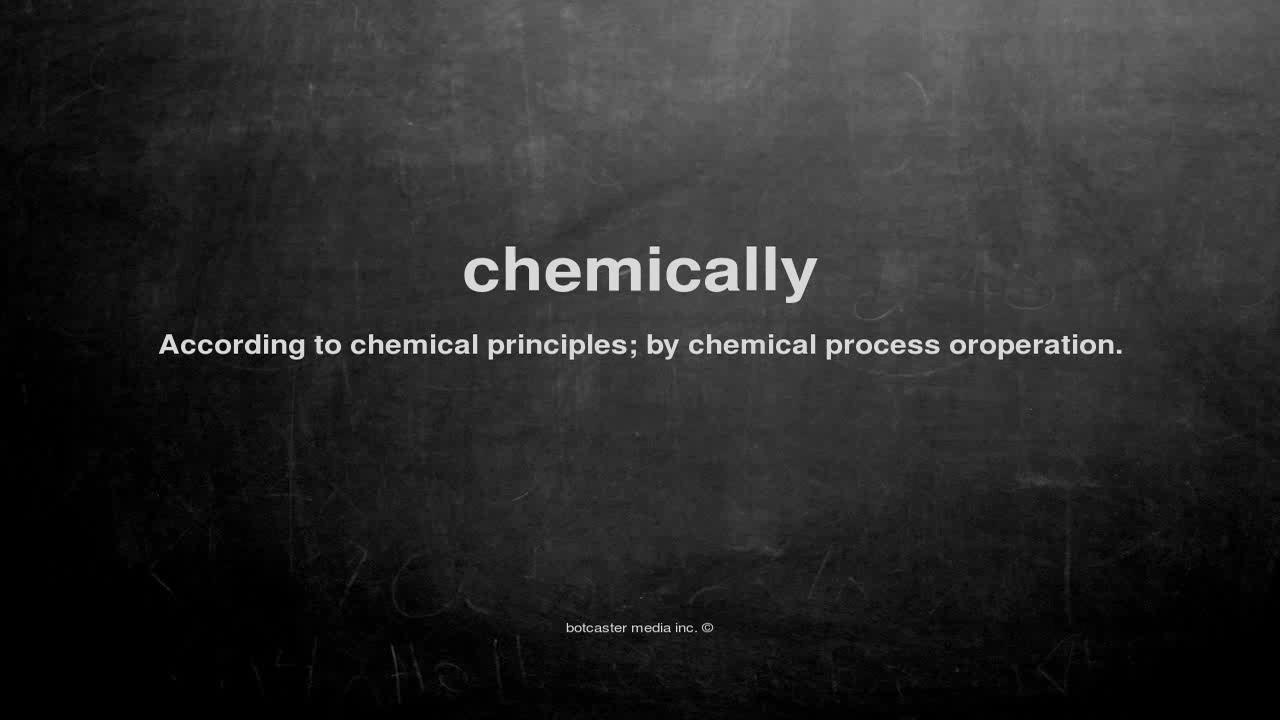 chemically
According to chemical principles; by chemical process oroperation.
botcaster media inc. ©